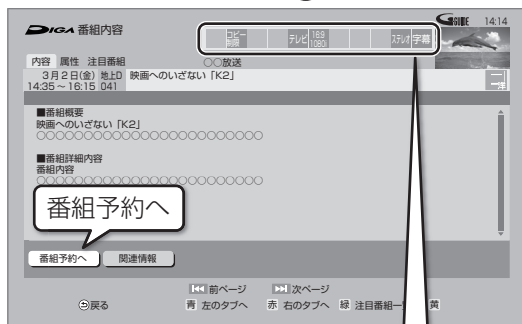 DIGA 番組内容
コピー制限 テレビ 16:9 1080i ステレオ 字幕
GGUIDE 14:14
内容 属性 注目番組 ○○放送
3月2日(金) 地上D 映画へのいざない「K2」
14:35～16:15 041
■番組概要
映画へのいざない「K2」
○○○○○○○○○○○○○○○○○○○○○○○○
■番組詳細内容
番組内容
○○○○○○○○○○○○○○○○○○○○○○○○
番組予約へ
番組予約へ 関連情報
前ページ 次ページ
戻る 青 左のタブへ 赤 右のタブへ 緑 注目番組一 黄